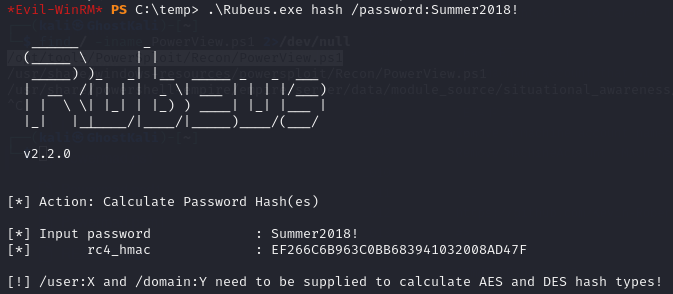 *Evil-WinRM* PS C:\temp> .\Rubeus.exe hash /password:Summer2018!
v2.2.0
[*] Action: Calculate Password Hash(es)
[*] Input password : Summer2018!
[*] rc4_hmac : EF266C6B963C0BB683941032008AD47F
[!] /user:X and /domain:Y need to be supplied to calculate AES and DES hash types!